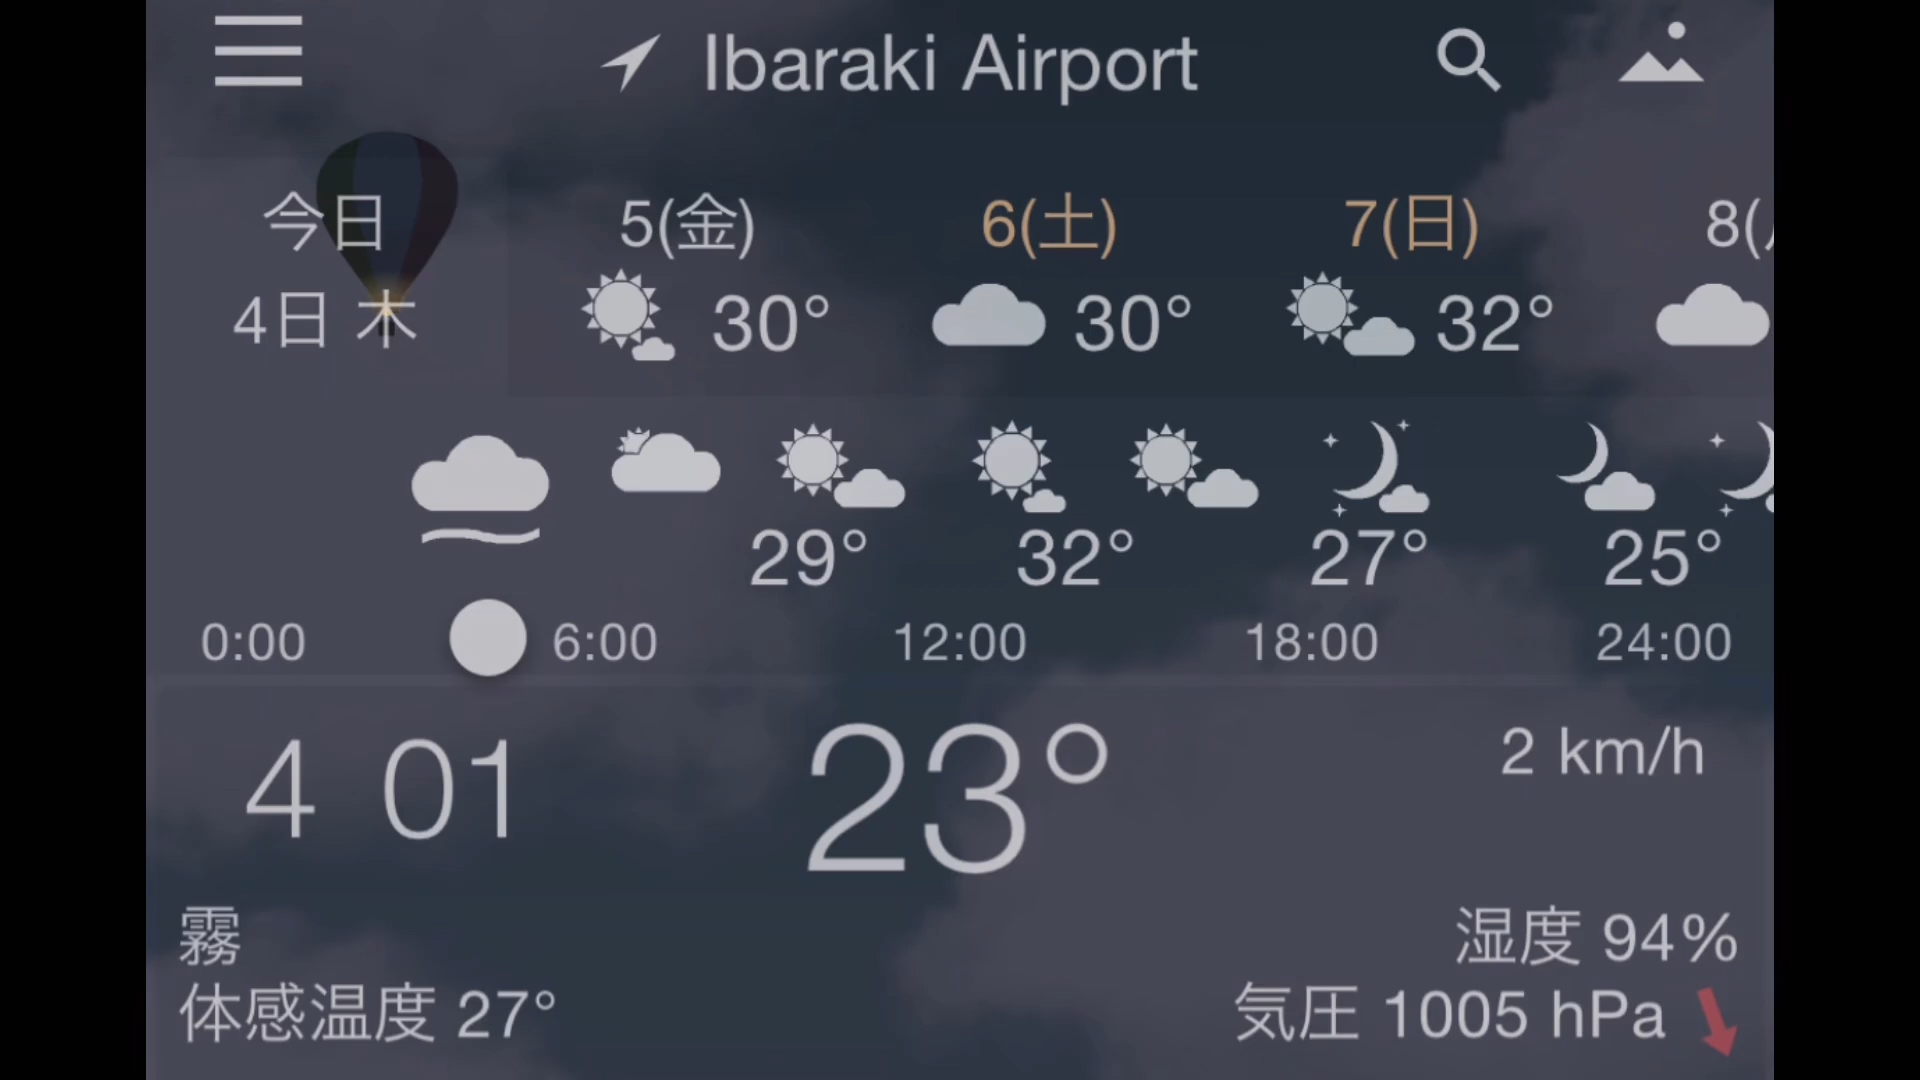 Ibaraki Airport
今日
4日 木
5(金)
30°
6(土)
30°
7(日)
32°
8(
29° 32° 27° 25°
0:00 6:00 12:00 18:00 24:00
4 01
23°
2 km/h
霧
体感温度 27°
湿度 94%
気圧 1005 hPa